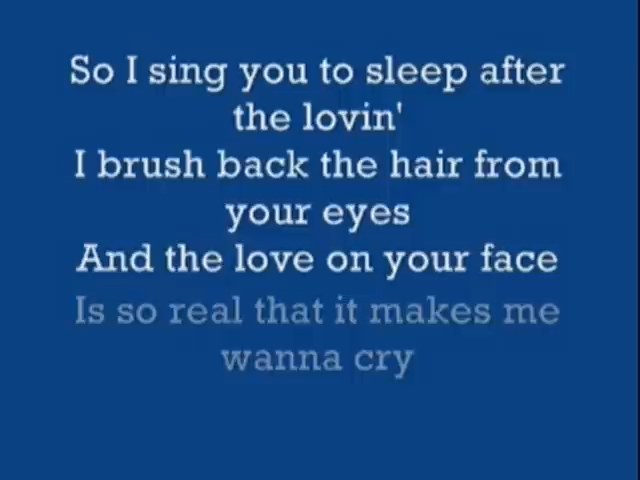 So I sing you to sleep after
the lovin'
I brush back the hair from
your eyes
And the love on your face
Is so real that it makes me
wanna cry